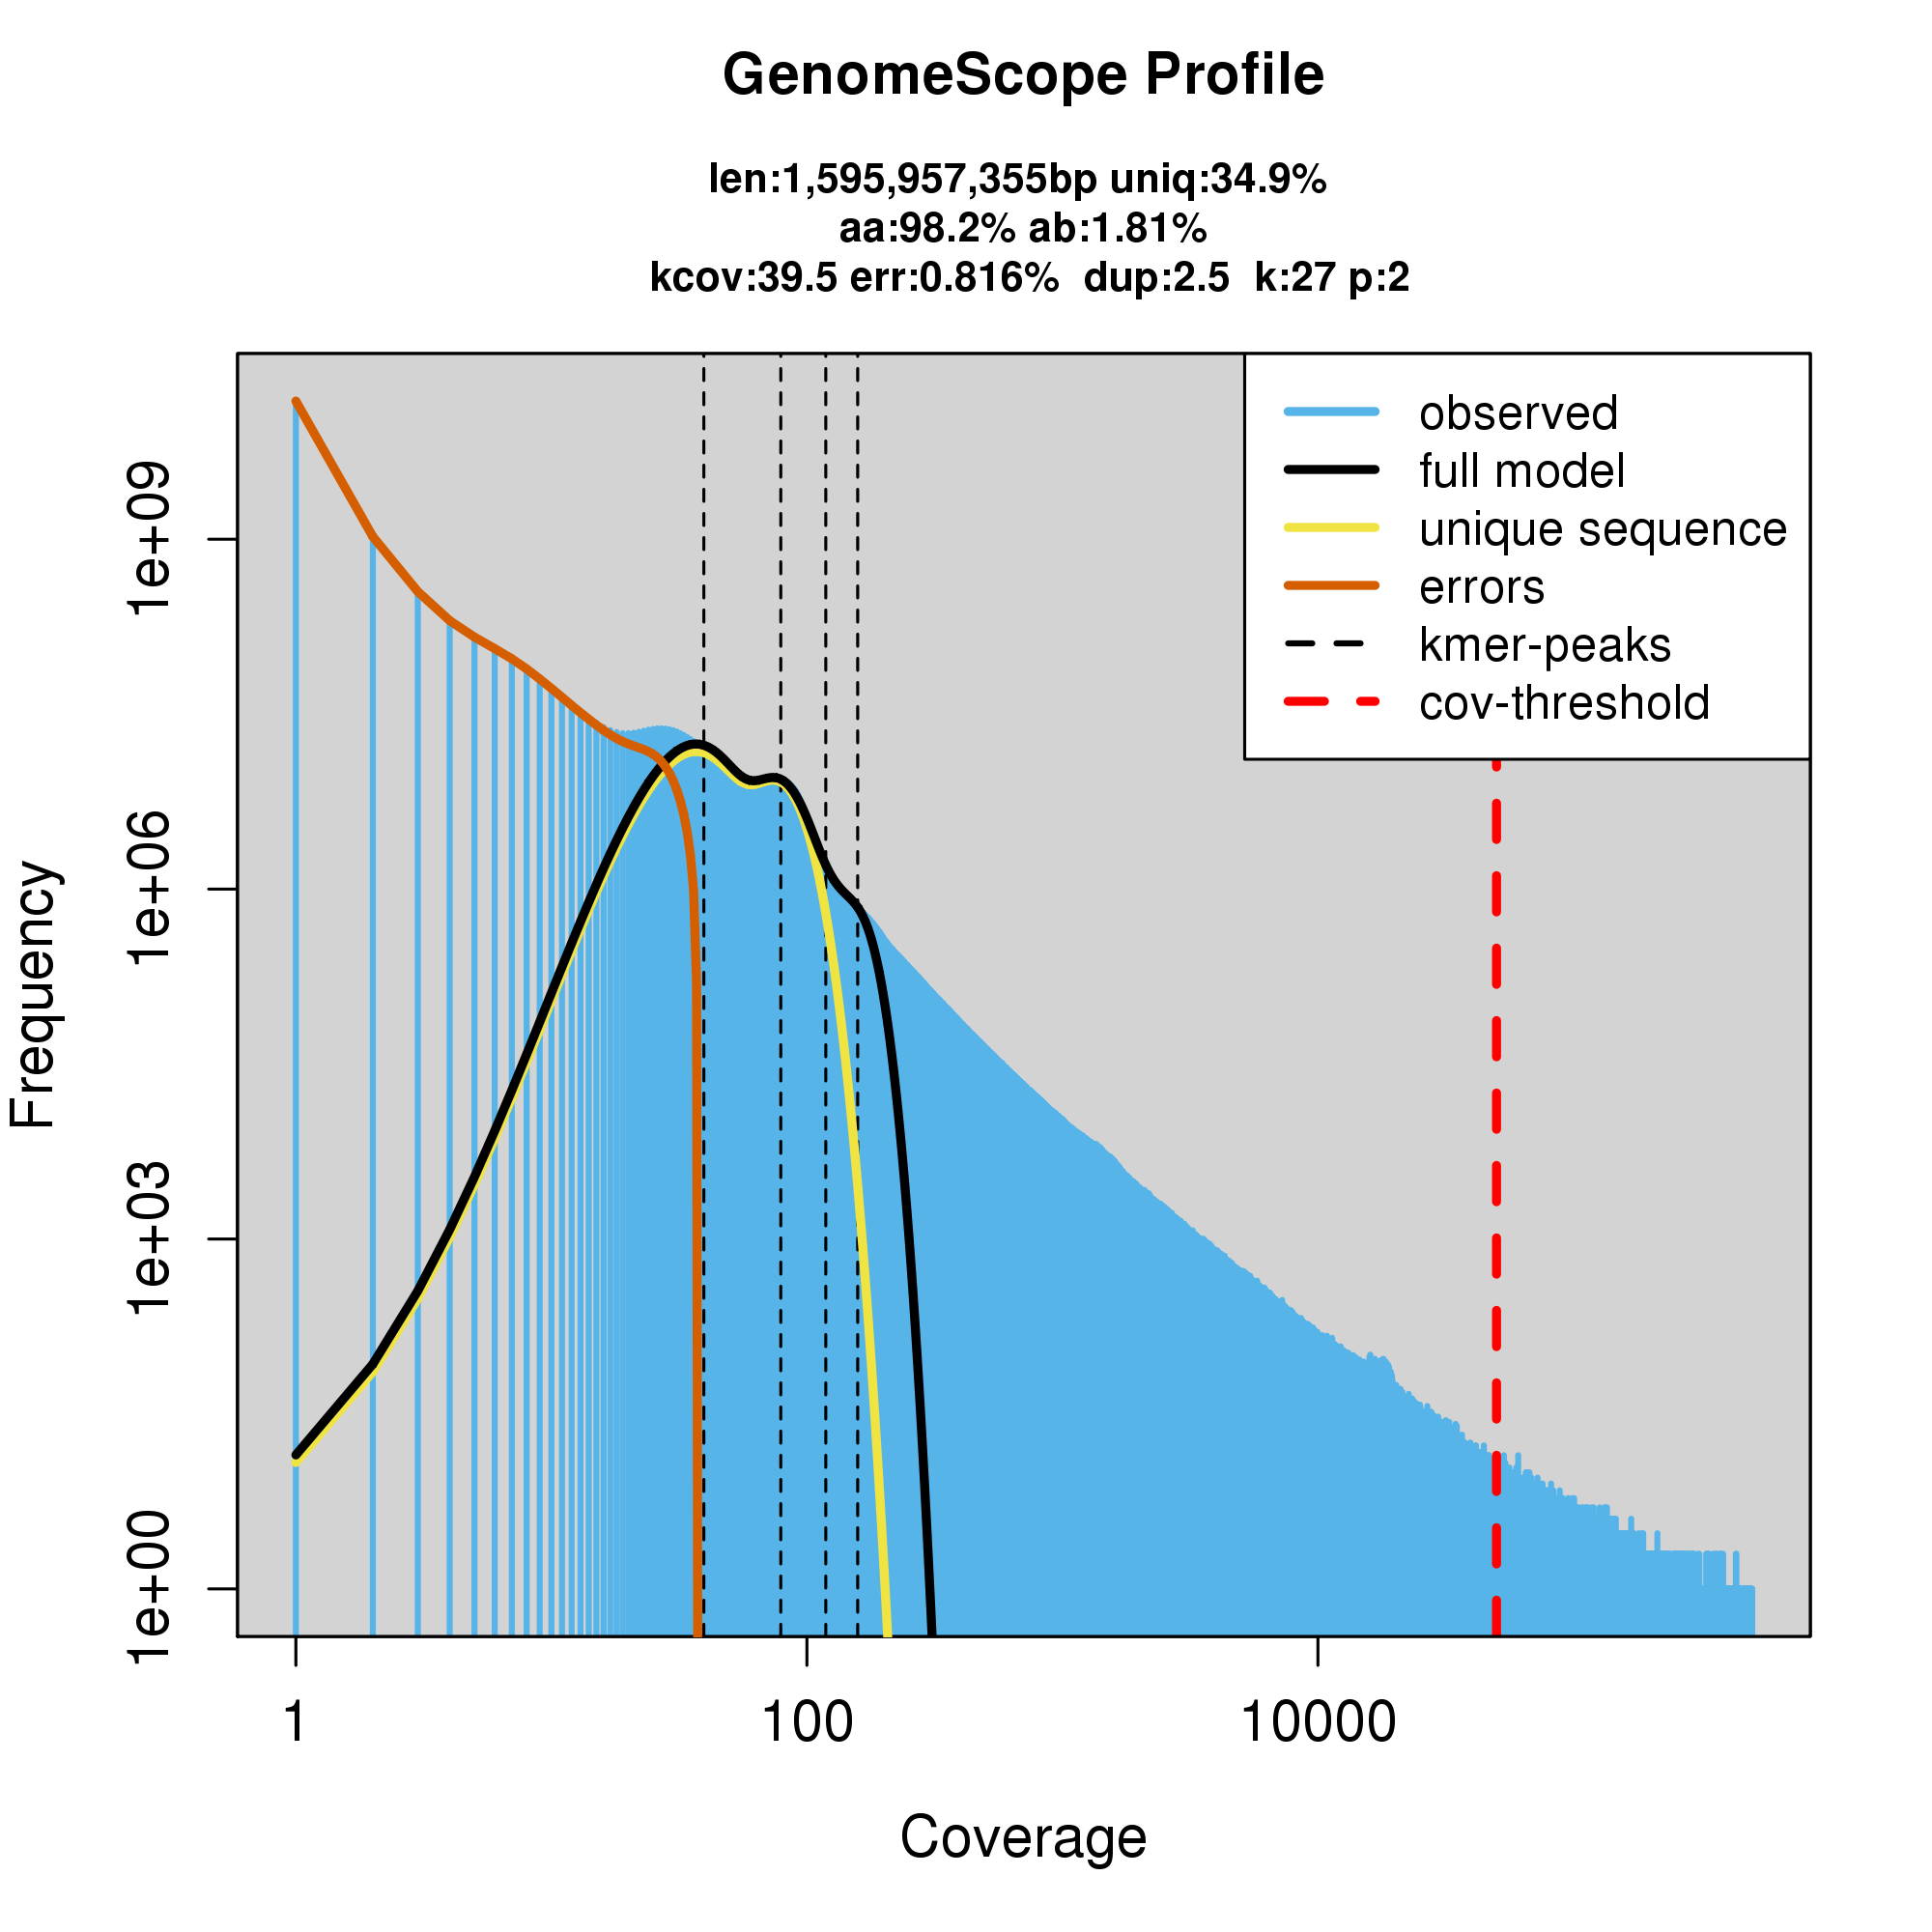 GenomeScope Profile
len:1,595,957,355bp uniq:34.9%
aa:98.2% ab:1.81%
kcov:39.5 err:0.816% dup:2.5 k:27 p:2
observed
full model
unique sequence
errors
kmer-peaks
cov-threshold
1e+09
1e+06
1e+03
1e+00
Frequency
1
100
10000
Coverage